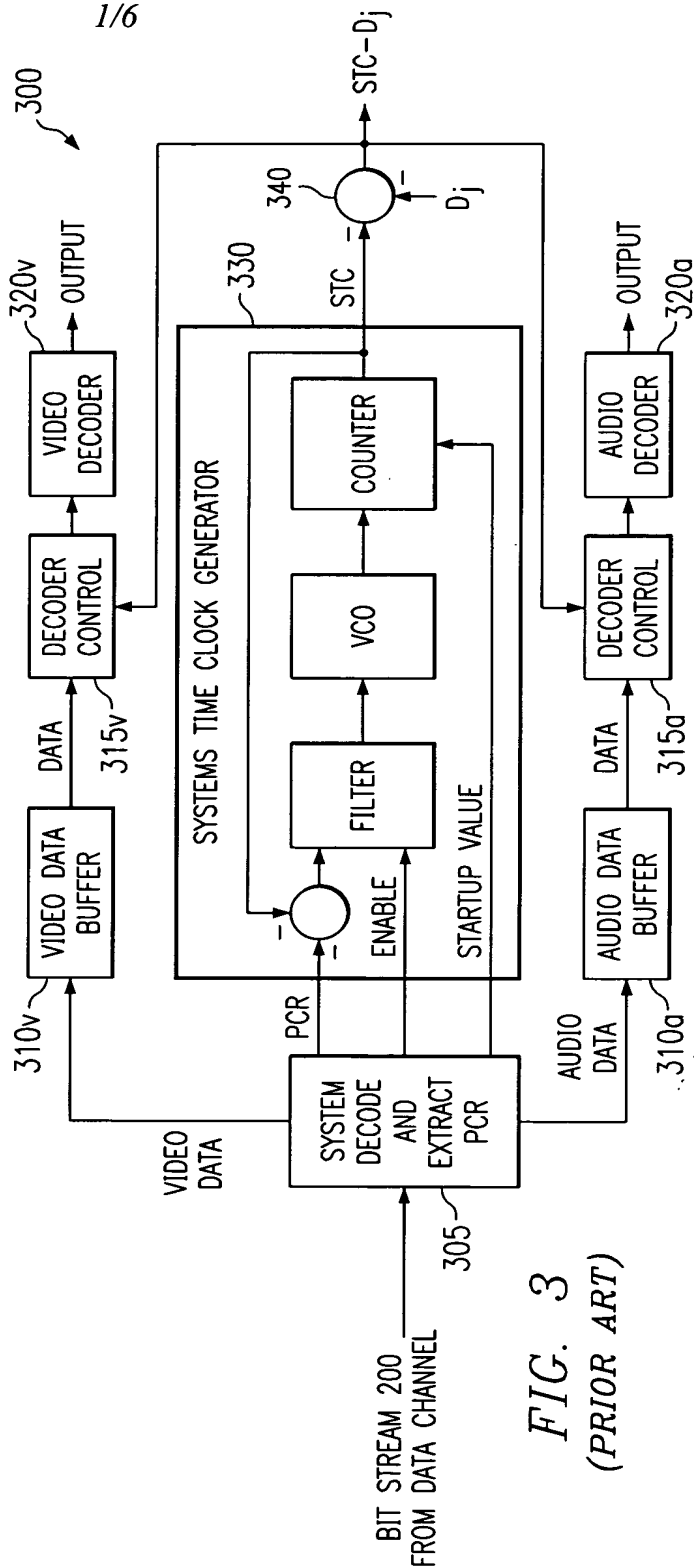 1/6
300
VIDEO DATA
BUFFER
310v
DATA
DECODER
CONTROL
315v
VIDEO
DECODER
320v
OUTPUT
VIDEO
DATA
SYSTEMS TIME CLOCK GENERATOR
330
BIT STREAM 200
FROM DATA CHANNEL
SYSTEM
DECODE
AND
EXTRACT
PCR
305
PCR
-
-
ENABLE
STARTUP VALUE
FILTER
VCO
COUNTER
STC
-
340
-
Dj
STC-Dj
AUDIO
DATA
AUDIO DATA
BUFFER
310a
DATA
DECODER
CONTROL
315a
AUDIO
DECODER
320a
OUTPUT
FIG. 3
(PRIOR ART)